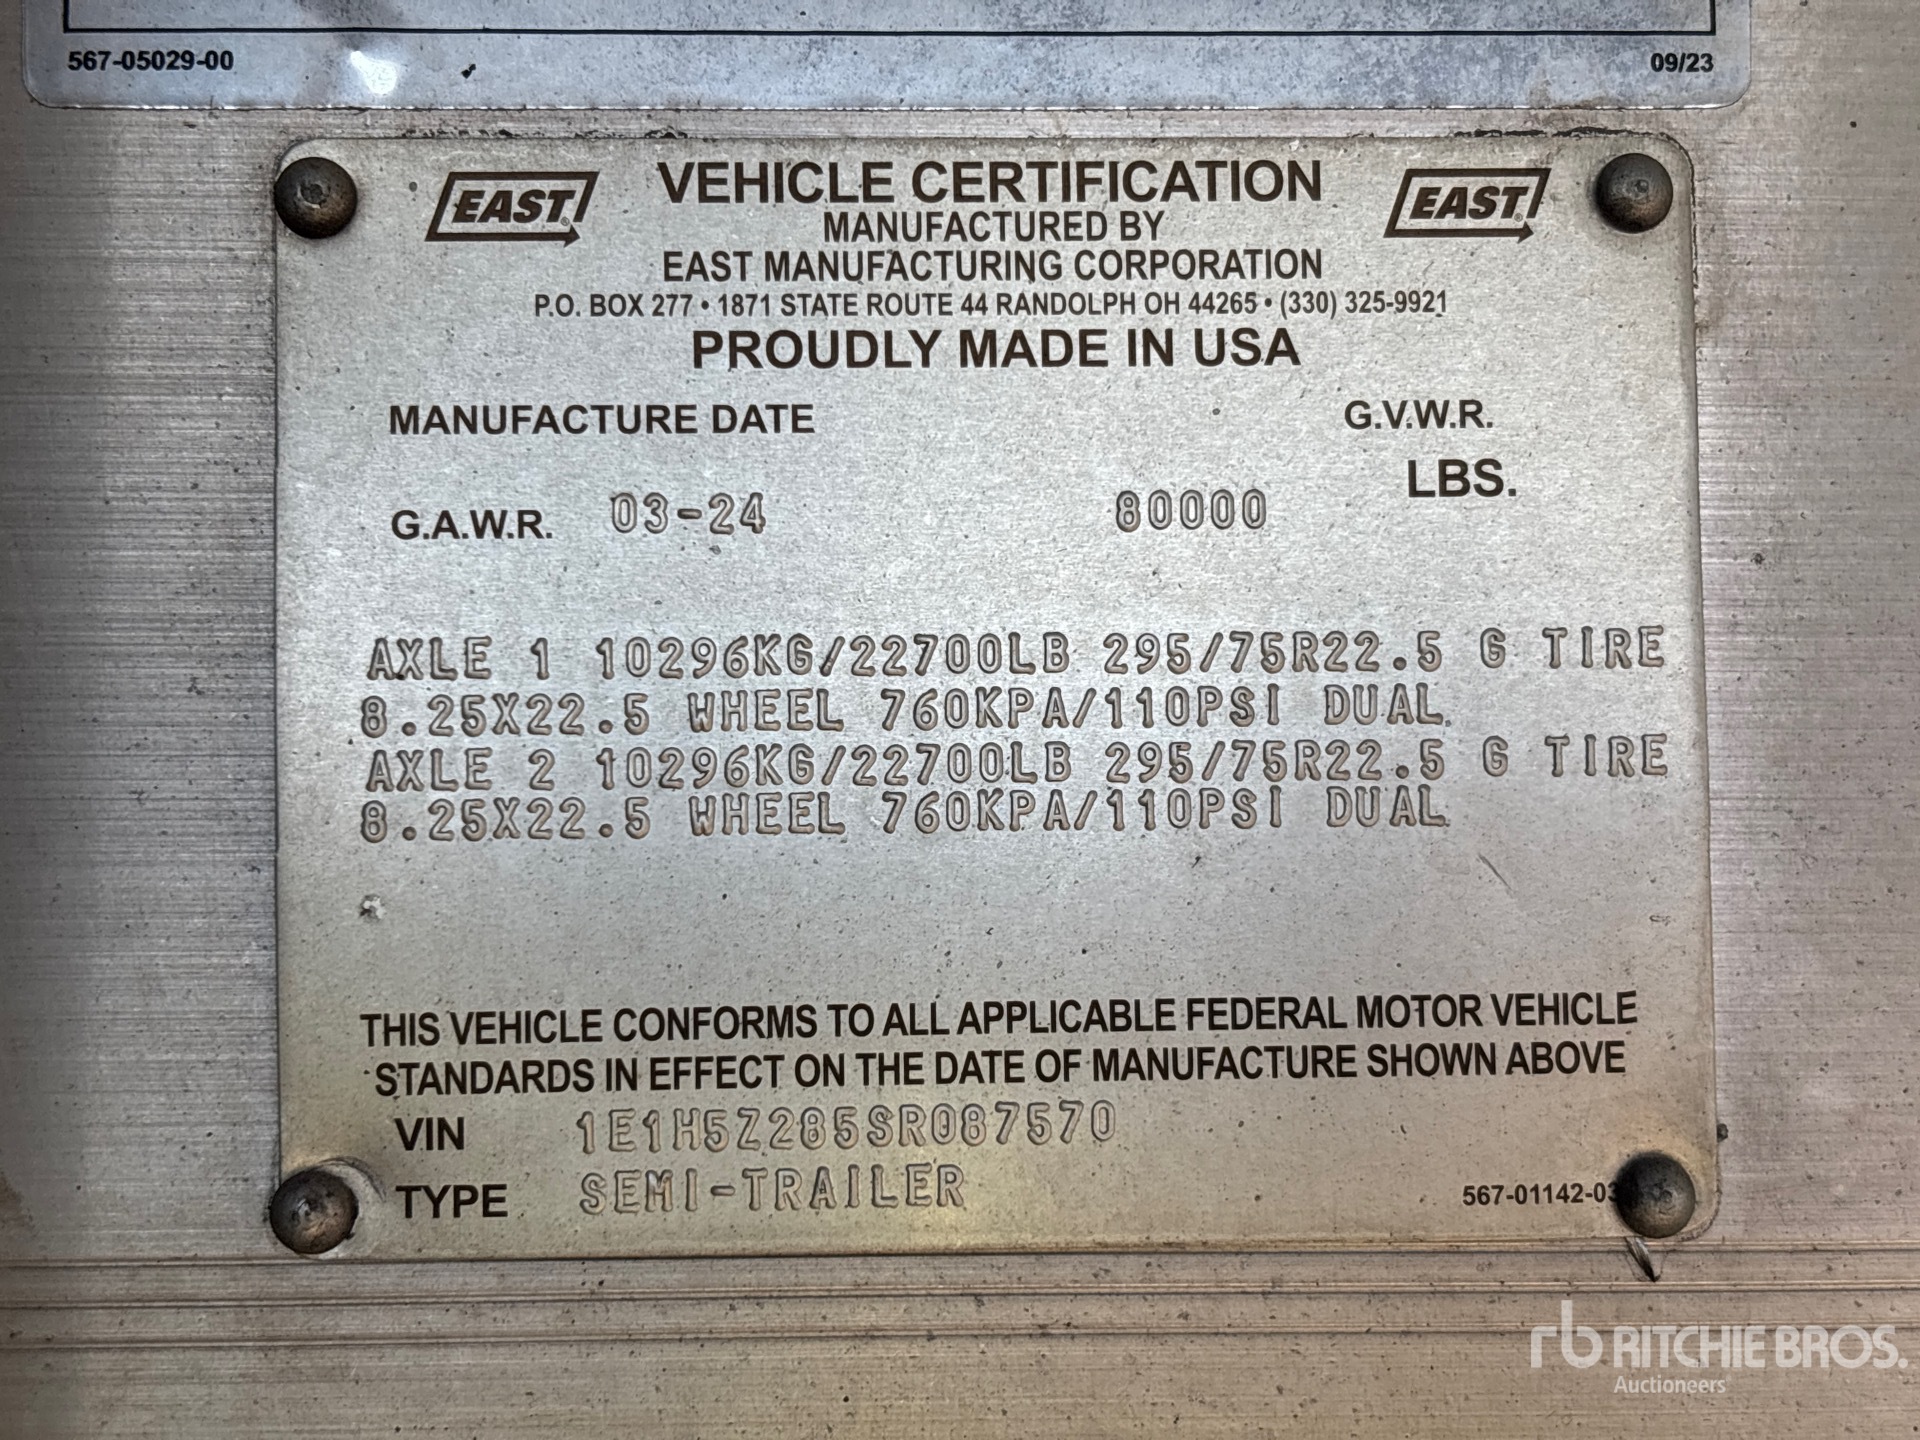 567-05029-00 09/23
EAST® VEHICLE CERTIFICATION EAST®
MANUFACTURED BY
EAST MANUFACTURING CORPORATION
P.O. BOX 277 • 1871 STATE ROUTE 44 RANDOLPH OH 44265 • (330) 325-9921
PROUDLY MADE IN USA
MANUFACTURE DATE G.V.W.R.
LBS.
G.A.W.R. 03-24 80000
AXLE 1 10296KG/22700LB 295/75R22.5 G TIRE
8.25X22.5 WHEEL 760KPA/110PSI DUAL
AXLE 2 10296KG/22700LB 295/75R22.5 G TIRE
8.25X22.5 WHEEL 760KPA/110PSI DUAL
THIS VEHICLE CONFORMS TO ALL APPLICABLE FEDERAL MOTOR VEHICLE
STANDARDS IN EFFECT ON THE DATE OF MANUFACTURE SHOWN ABOVE
VIN 1E1H5Z285SR087570
TYPE SEMI-TRAILER
rb RITCHIE BROS.
Auctioneers